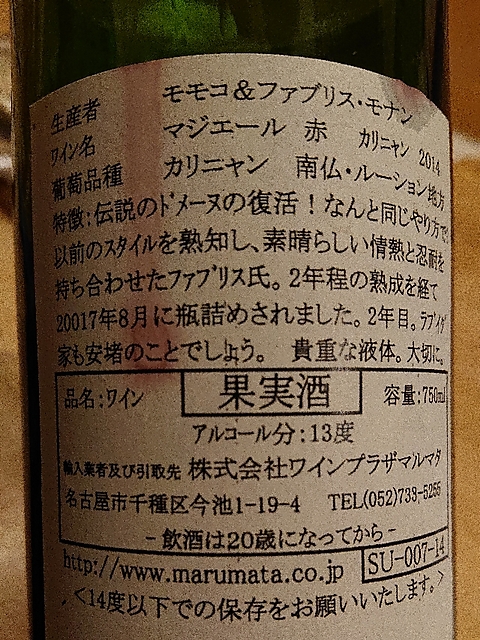 生産者 モモコ＆ファブリス・モナン
ワイン名 マジエール 赤 カリニャン 2014
葡萄品種 カリニャン 南仏・ルーション地方
特徴：伝説のドメーヌの復活！なんと同じやり方で
以前のスタイルを熟知し、素晴らしい情熱と忍耐を
持ち合わせたファブリス氏。2年程の熟成を経て
20017年8月に瓶詰めされました。2年目。ラブイグ
家も安堵のことでしょう。 貴重な液体。大切に。
品名：ワイン 果実酒 容量：750ml
アルコール分：13度
輸入業者及び引取先 株式会社ワインプラザマルマタ
名古屋市千種区今池1-19-4 TEL(052)733-5255
-飲酒は20歳になってから-
http://www.marumata.co.jp SU-007-14
<14度以下での保存をお願いいたします。>